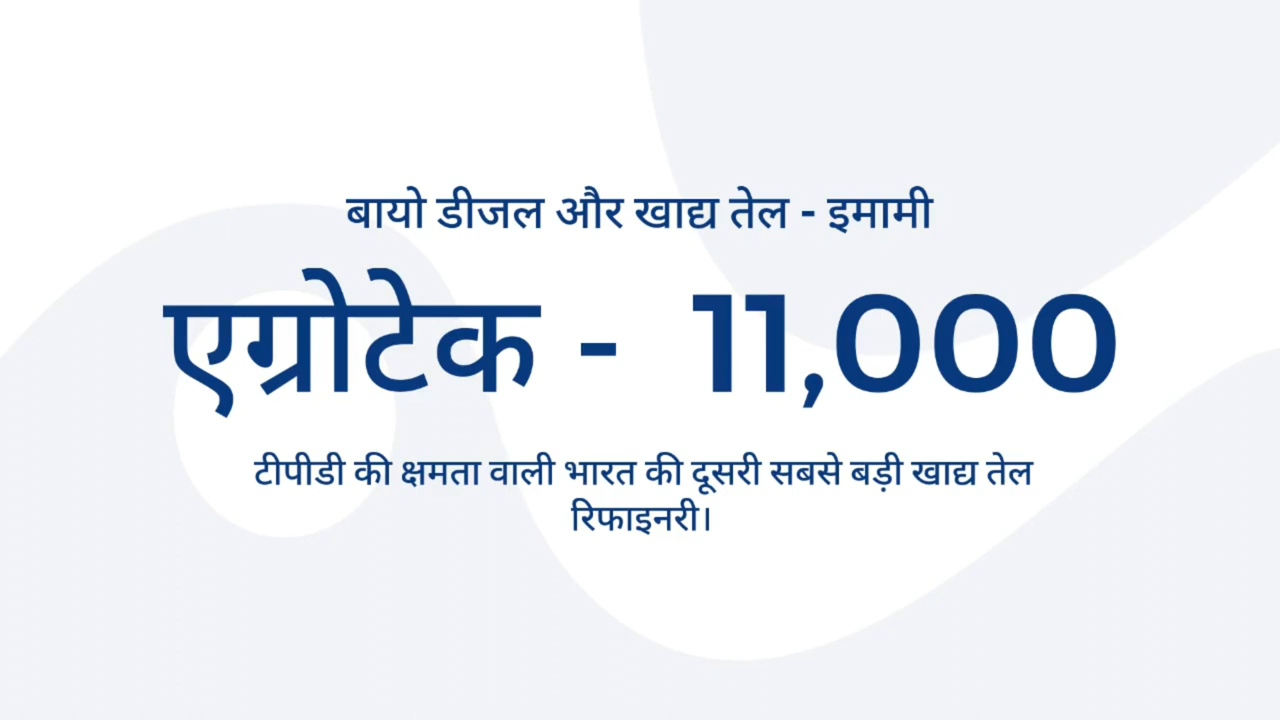 बायो डीजल और खाद्य तेल - इमामी
एग्रोटेक - 11,000
टीपीडी की क्षमता वाली भारत की दूसरी सबसे बड़ी खाद्य तेल
रिफाइनरी।